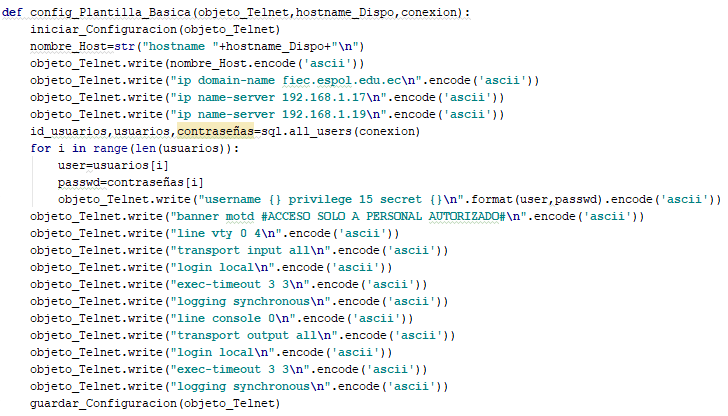 def config_Plantilla_Basica(objeto_Telnet,hostname_Dispo,conexion):
    iniciar_Configuracion(objeto_Telnet)
    nombre_Host=str("hostname "+hostname_Dispo+"\n")
    objeto_Telnet.write(nombre_Host.encode('ascii'))
    objeto_Telnet.write("ip domain-name fiec.espol.edu.ec\n".encode('ascii'))
    objeto_Telnet.write("ip name-server 192.168.1.17\n".encode('ascii'))
    objeto_Telnet.write("ip name-server 192.168.1.19\n".encode('ascii'))
    id_usuarios,usuarios,contraseñas=sql.all_users(conexion)
    for i in range(len(usuarios)):
        user=usuarios[i]
        passwd=contraseñas[i]
        objeto_Telnet.write("username {} privilege 15 secret {}\n".format(user,passwd).encode('ascii'))
    objeto_Telnet.write("banner motd #ACCESO SOLO A PERSONAL AUTORIZADO#\n".encode('ascii'))
    objeto_Telnet.write("line vty 0 4\n".encode('ascii'))
    objeto_Telnet.write("transport input all\n".encode('ascii'))
    objeto_Telnet.write("login local\n".encode('ascii'))
    objeto_Telnet.write("exec-timeout 3 3\n".encode('ascii'))
    objeto_Telnet.write("logging synchronous\n".encode('ascii'))
    objeto_Telnet.write("line console 0\n".encode('ascii'))
    objeto_Telnet.write("transport output all\n".encode('ascii'))
    objeto_Telnet.write("login local\n".encode('ascii'))
    objeto_Telnet.write("exec-timeout 3 3\n".encode('ascii'))
    objeto_Telnet.write("logging synchronous\n".encode('ascii'))
    guardar_Configuracion(objeto_Telnet)